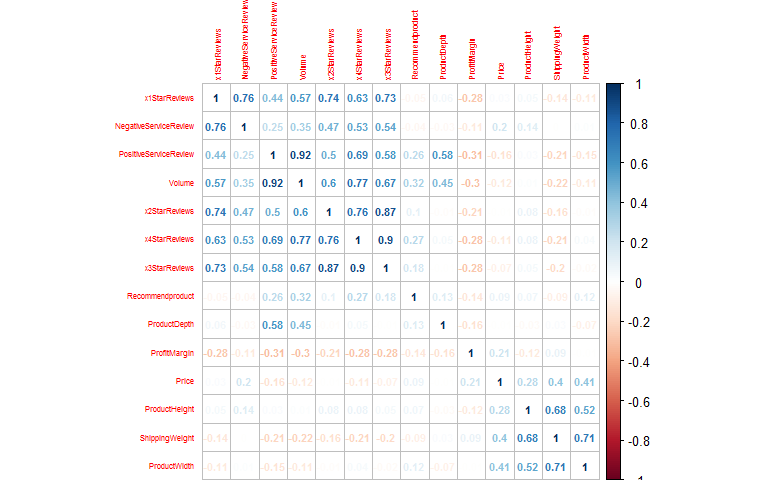 x1StarReviews
NegativeServiceReview
PositiveServiceReview
Volume
x2StarReviews
x4StarReviews
x3StarReviews
Recommendproduct
ProductDepth
ProfitMargin
Price
ProductHeight
ShippingWeight
ProductWidth
x1StarReviews 1 0.76 0.44 0.57 0.74 0.63 0.73 -0.28 -0.14 -0.11
NegativeServiceReview 0.76 1 0.25 0.35 0.47 0.53 0.54 -0.11 0.2 0.14
PositiveServiceReview 0.44 0.25 1 0.92 0.5 0.69 0.58 0.26 0.58 -0.31 -0.16 -0.21 -0.15
Volume 0.57 0.35 0.92 1 0.6 0.77 0.67 0.32 0.45 -0.3 -0.12 -0.22 -0.11
x2StarReviews 0.74 0.47 0.5 0.6 1 0.76 0.87 0.1 -0.21 0.08 -0.16
x4StarReviews 0.63 0.53 0.69 0.77 0.76 1 0.9 0.27 -0.28 -0.11 0.08 -0.21
x3StarReviews 0.73 0.54 0.58 0.67 0.87 0.9 1 0.18 -0.28 -0.07 -0.2
Recommendproduct 0.26 0.32 0.1 0.27 0.18 1 0.13 -0.14 0.09 0.07 -0.09 0.12
ProductDepth 0.58 0.45 0.13 1 -0.16 -0.07
ProfitMargin -0.28 -0.11 -0.31 -0.3 -0.21 -0.28 -0.28 -0.14 -0.16 1 0.21 -0.12 0.09
Price 0.2 -0.16 -0.12 -0.11 -0.07 0.09 0.21 1 0.28 0.4 0.41
ProductHeight 0.14 0.08 0.08 0.07 -0.12 0.28 1 0.68 0.52
ShippingWeight -0.14 -0.21 -0.22 -0.16 -0.21 -0.2 -0.09 0.09 0.4 0.68 1 0.71
ProductWidth -0.11 -0.15 -0.11 0.12 -0.07 0.41 0.52 0.71 1
1
0.8
0.6
0.4
0.2
0
-0.2
-0.4
-0.6
-0.8
-1